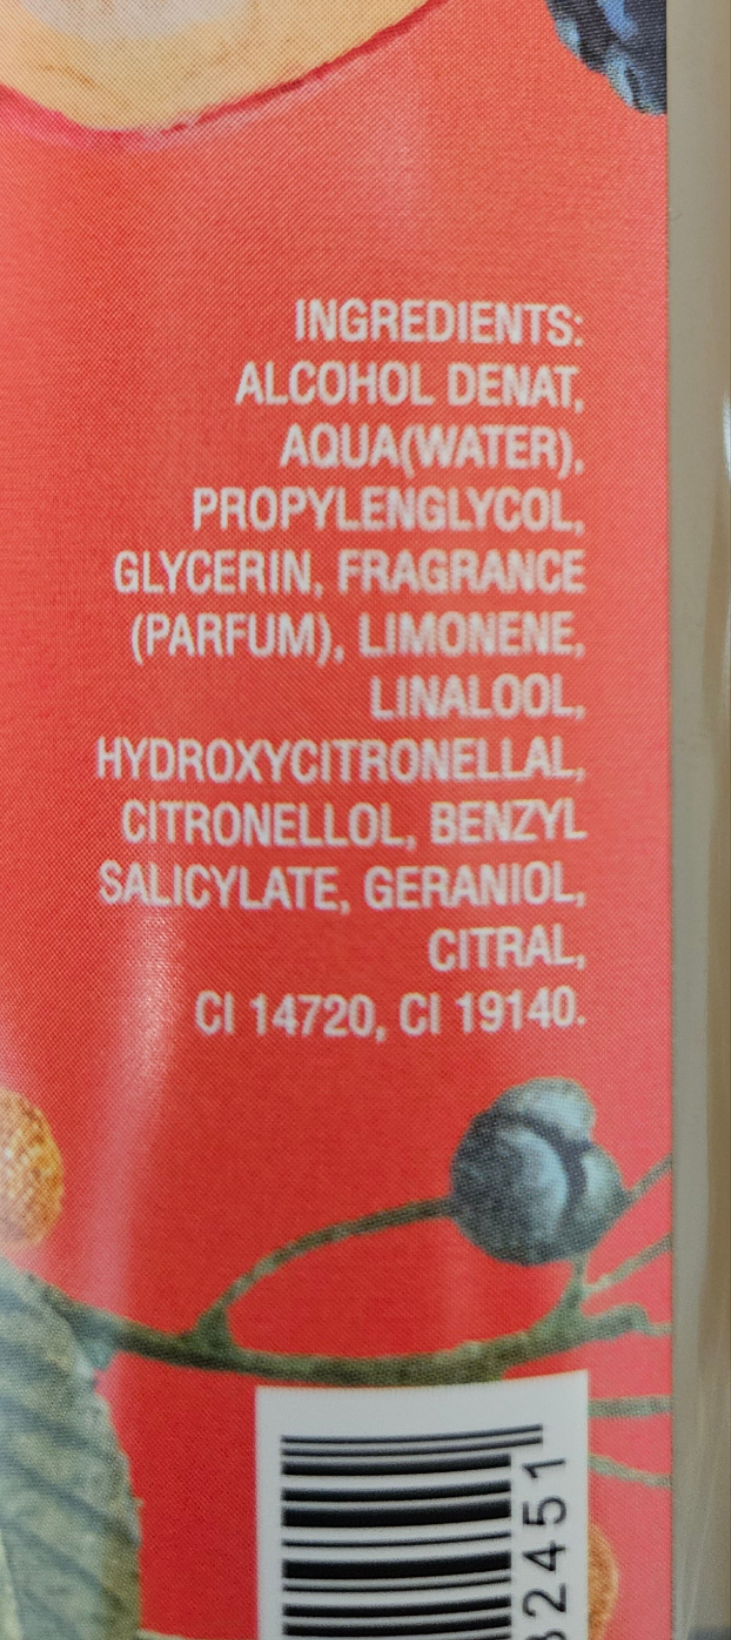 INGREDIENTS:
ALCOHOL DENAT,
AQUA(WATER),
PROPYLENGLYCOL,
GLYCERIN, FRAGRANCE
(PARFUM), LIMONENE,
LINALOOL,
HYDROXYCITRONELLAL,
CITRONELLOL, BENZYL
SALICYLATE, GERANIOL,
CITRAL,
CI 14720, CI 19140.
82451